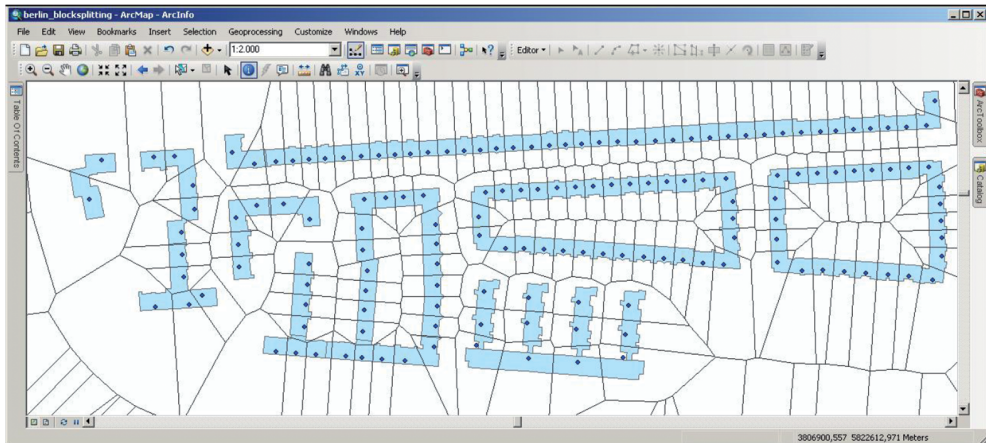 berlin_blocksplitting - ArcMap - ArcInfo
File Edit View Bookmarks Insert Selection Geoprocessing Customize Windows Help
1:2.000 Editor
Table Of Contents
ArcToolbox
Catalog
3806900,557 5822612,971 Meters